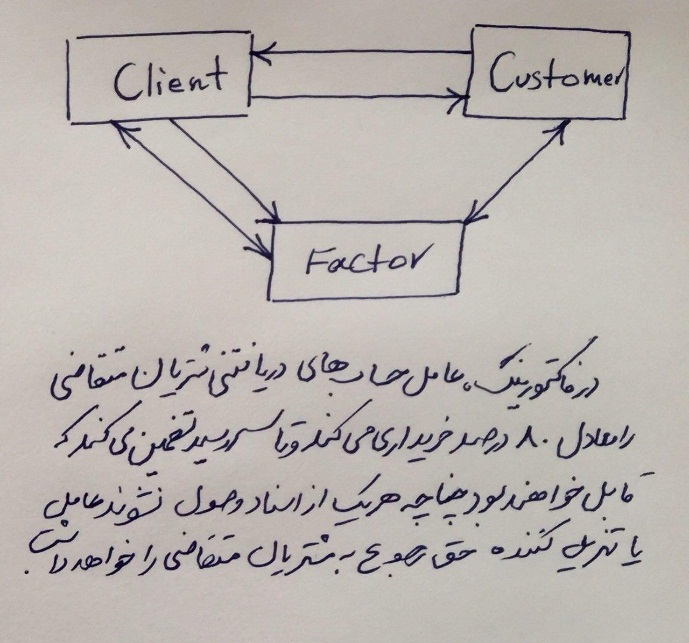 Client
Customer
Factor
در فاکتورینگ، عامل حساب های دریافتنی مشتریان متقاضی
را معادل ۸۰ درصد خریداری می کند و تا سررسید تضمین می کند که
قابل خواهند بود چنانچه هریک از اسناد وصول نشوند عامل
یا تنزیل کننده حق رجوع به مشتریان متقاضی را خواهد داشت.